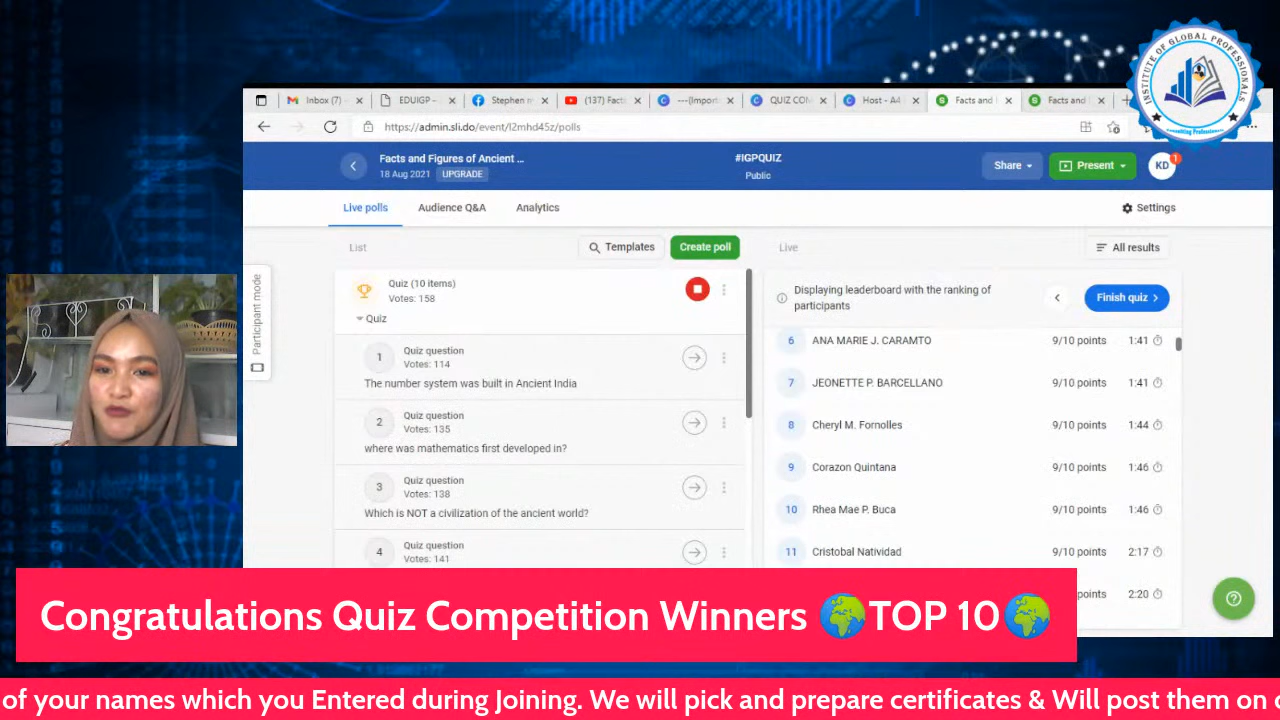 INSTITUTE OF GLOBAL PROFESSIONALS
Consulting Professionals
Inbox (7)
EDUIGP -
Stephen
(137) Facts
---(Import
QUIZ CON
Host - A4
Facts and
Facts and
https://admin.sli.do/event/l2mhd45z/polls
Facts and Figures of Ancient ...
18 Aug 2021 UPGRADE
#IGPQUIZ
Public
Share
Present
KD
1
Live polls
Audience Q&A
Analytics
Settings
List
Templates
Create poll
Live
All results
Participant mode
Quiz (10 items)
Votes: 158
Quiz
1
Quiz question
Votes: 114
The number system was built in Ancient India
2
Quiz question
Votes: 135
where was mathematics first developed in?
3
Quiz question
Votes: 138
Which is NOT a civilization of the ancient world?
4
Quiz question
Votes: 141
Displaying leaderboard with the ranking of
participants
Finish quiz
6 ANA MARIE J. CARAMTO 9/10 points 1:41
7 JEONETTE P. BARCELLANO 9/10 points 1:41
8 Cheryl M. Fornolles 9/10 points 1:44
9 Corazon Quintana 9/10 points 1:46
10 Rhea Mae P. Buca 9/10 points 1:46
11 Cristobal Natividad 9/10 points 2:17
points 2:20
Congratulations Quiz Competition Winners 🌍TOP 10🌍
of your names which you Entered during Joining. We will pick and prepare certificates & Will post them on